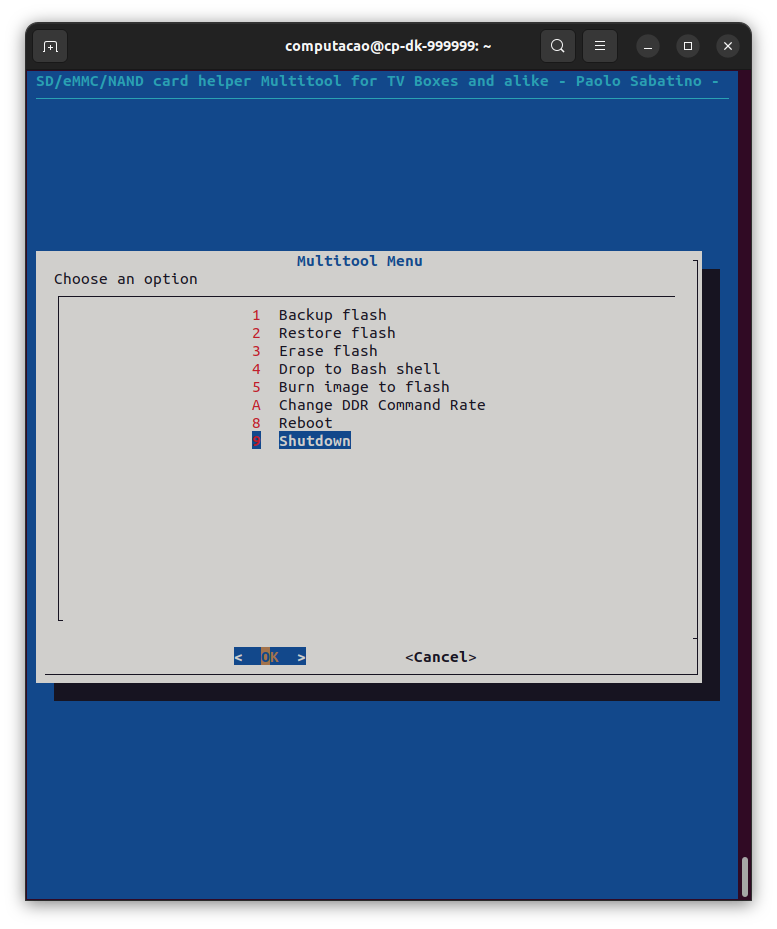 computacao@cp-dk-999999: ~
SD/eMMC/NAND card helper Multitool for TV Boxes and alike - Paolo Sabatino -
Multitool Menu
Choose an option
1 Backup flash
2 Restore flash
3 Erase flash
4 Drop to Bash shell
5 Burn image to flash
A Change DDR Command Rate
8 Reboot
9 Shutdown
< OK > <Cancel>